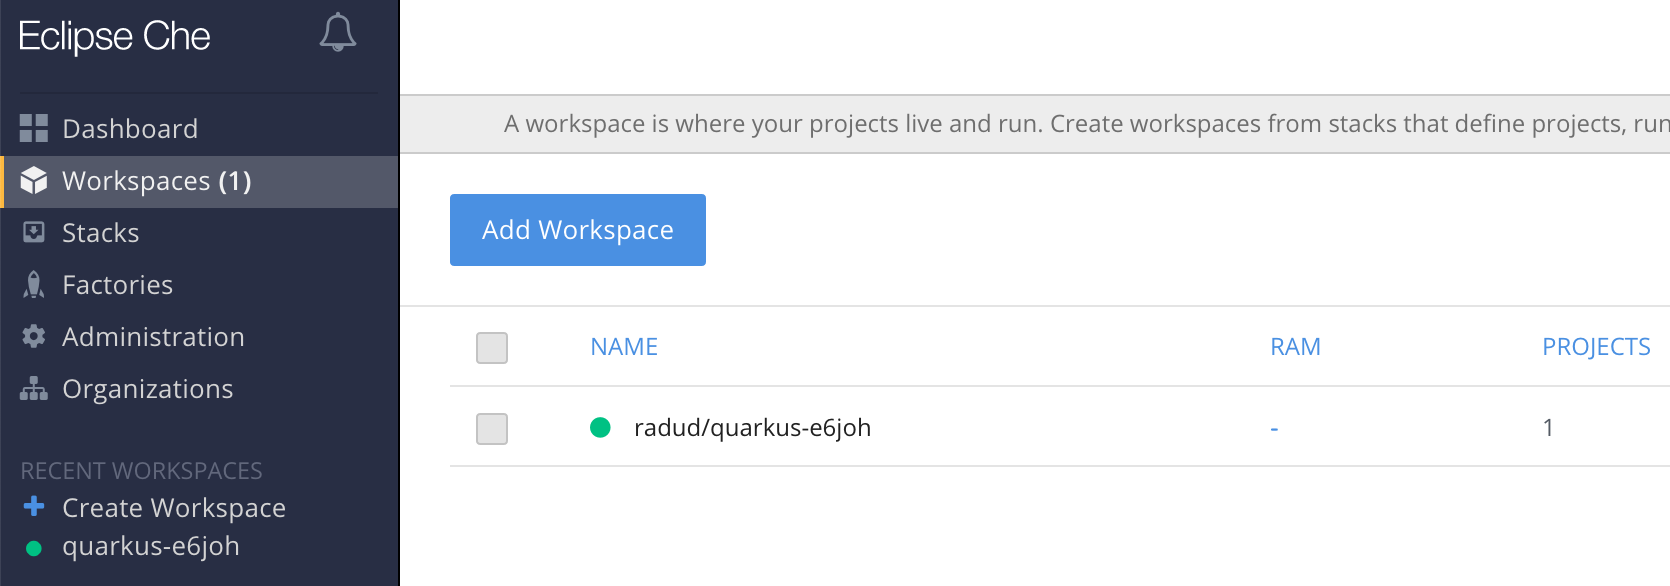 Eclipse Che
Dashboard
Workspaces (1)
Stacks
Factories
Administration
Organizations
RECENT WORKSPACES
Create Workspace
quarkus-e6joh
A workspace is where your projects live and run. Create workspaces from stacks that define projects, run
Add Workspace
NAME RAM PROJECTS
radud/quarkus-e6joh - 1